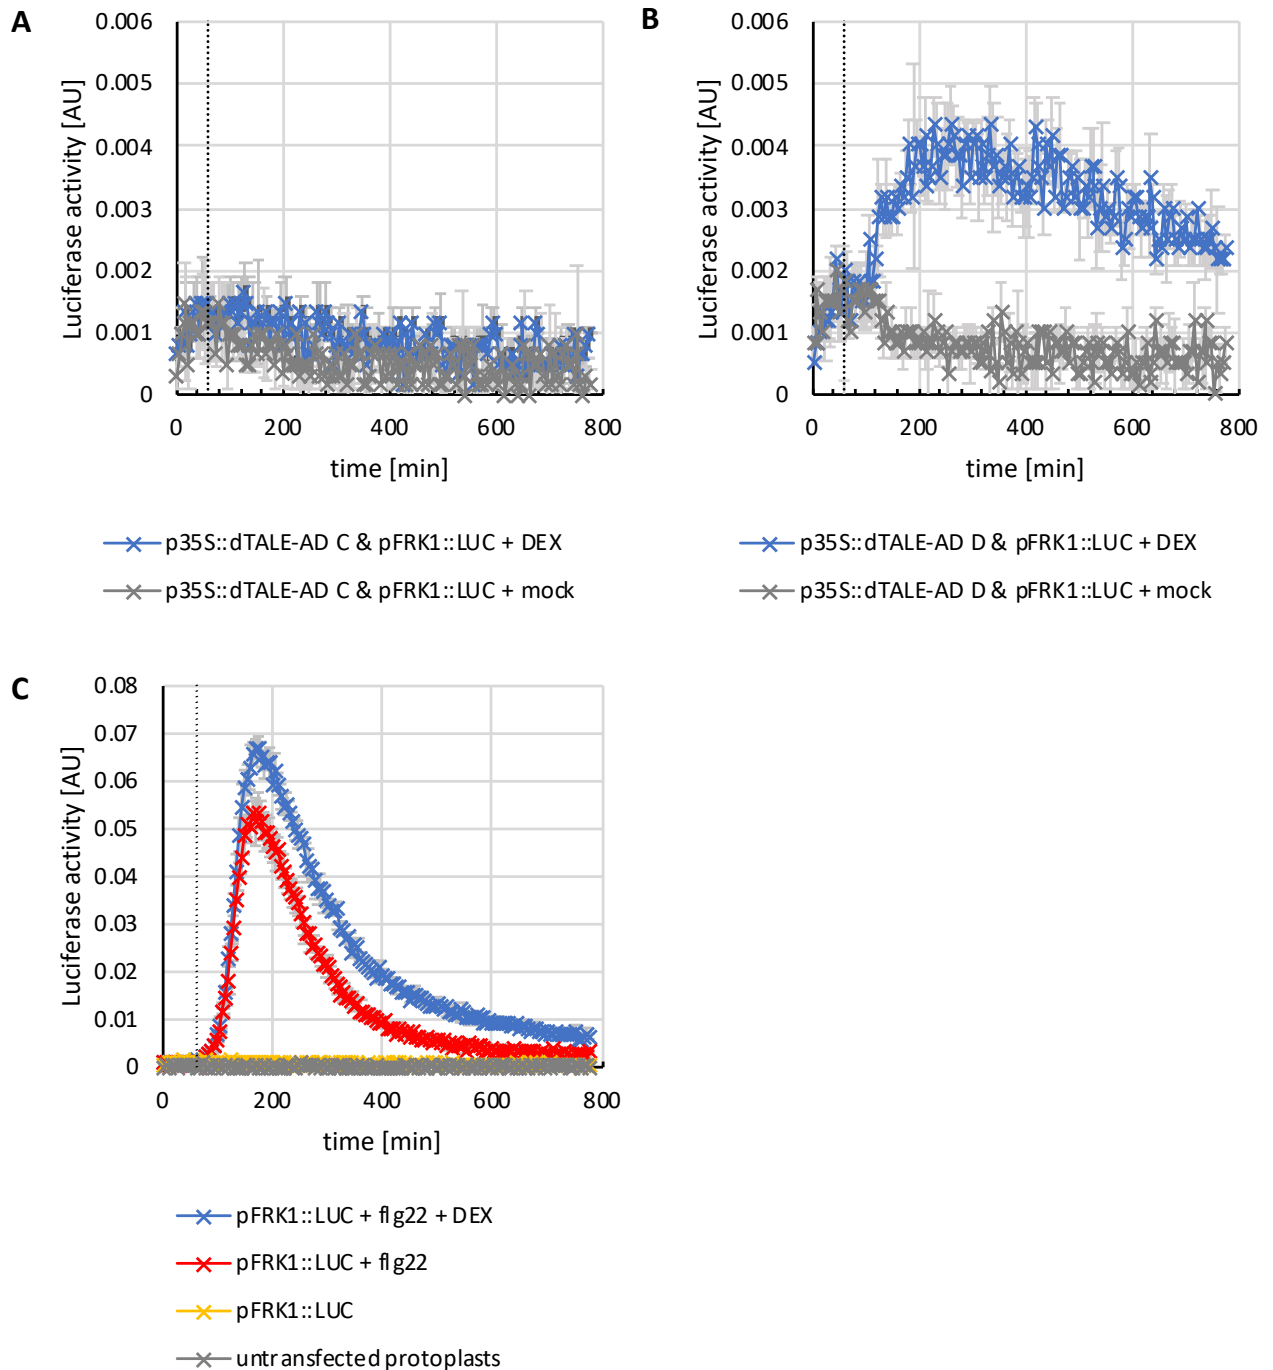 A
Luciferase activity [AU]
0.006
0.005
0.004
0.003
0.002
0.001
0
0 200 400 600 800
time [min]
p35S::dTALE-AD C & pFRK1::LUC + DEX
p35S::dTALE-AD C & pFRK1::LUC + mock
B
Luciferase activity [AU]
0.006
0.005
0.004
0.003
0.002
0.001
0
0 200 400 600 800
time [min]
p35S::dTALE-AD D & pFRK1::LUC + DEX
p35S::dTALE-AD D & pFRK1::LUC + mock
C
Luciferase activity [AU]
0.08
0.07
0.06
0.05
0.04
0.03
0.02
0.01
0
0 200 400 600 800
time [min]
pFRK1::LUC + flg22 + DEX
pFRK1::LUC + flg22
pFRK1::LUC
untransfected protoplasts